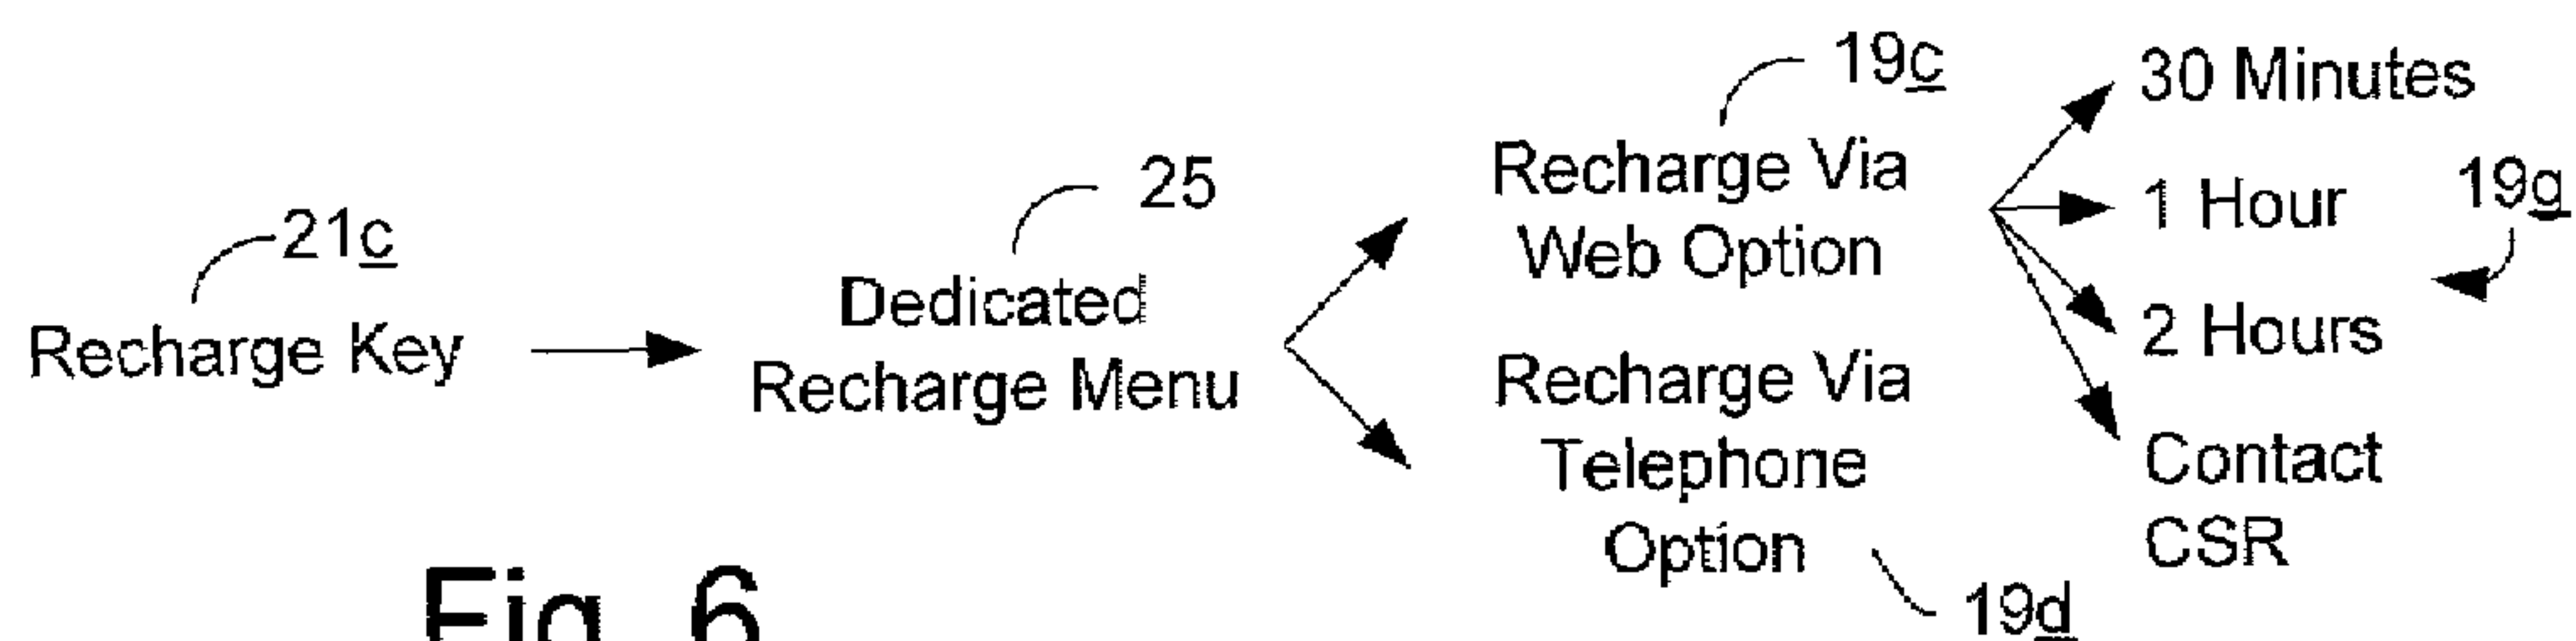 21c
Recharge Key
25
Dedicated
Recharge Menu
19c
Recharge Via
Web Option
Recharge Via
Telephone
Option
19d
30 Minutes
1 Hour
2 Hours
Contact
CSR
19g
Fig. 6